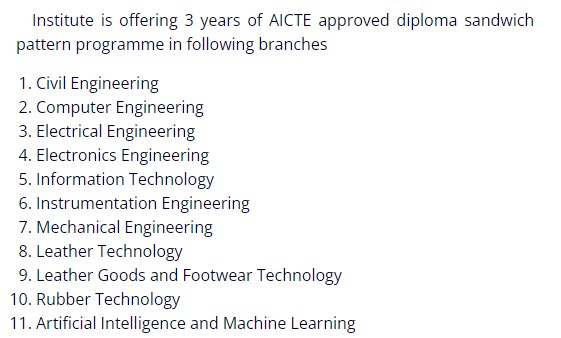 Institute is offering 3 years of AICTE approved diploma sandwich
pattern programme in following branches
1. Civil Engineering
2. Computer Engineering
3. Electrical Engineering
4. Electronics Engineering
5. Information Technology
6. Instrumentation Engineering
7. Mechanical Engineering
8. Leather Technology
9. Leather Goods and Footwear Technology
10. Rubber Technology
11. Artificial Intelligence and Machine Learning